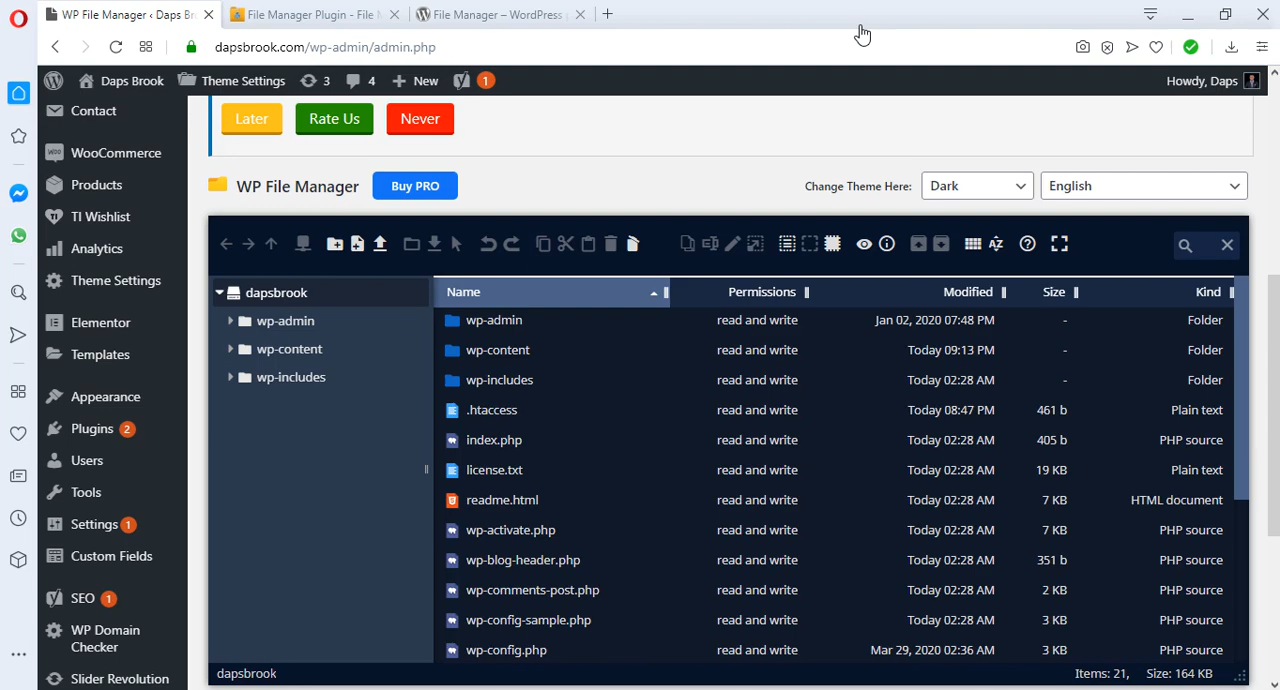 WP File Manager ‹ Daps Br
File Manager Plugin - File M
File Manager – WordPress
dapsbrook.com/wp-admin/admin.php
Daps Brook
Theme Settings
3
4
New
1
Howdy, Daps
Contact
WooCommerce
Products
TI Wishlist
Analytics
Theme Settings
Elementor
Templates
Appearance
Plugins 2
Users
Tools
Settings 1
Custom Fields
SEO 1
WP Domain
Checker
Slider Revolution
Later
Rate Us
Never
WP File Manager
Buy PRO
Change Theme Here:
Dark
English
dapsbrook
wp-admin
wp-content
wp-includes
Name Permissions Modified Size Kind
wp-admin read and write Jan 02, 2020 07:48 PM - Folder
wp-content read and write Today 09:13 PM - Folder
wp-includes read and write Today 02:28 AM - Folder
.htaccess read and write Today 08:47 PM 461 b Plain text
index.php read and write Today 02:28 AM 405 b PHP source
license.txt read and write Today 02:28 AM 19 KB Plain text
readme.html read and write Today 02:28 AM 7 KB HTML document
wp-activate.php read and write Today 02:28 AM 7 KB PHP source
wp-blog-header.php read and write Today 02:28 AM 351 b PHP source
wp-comments-post.php read and write Today 02:28 AM 2 KB PHP source
wp-config-sample.php read and write Today 02:28 AM 3 KB PHP source
wp-config.php read and write Mar 29, 2020 02:36 AM 3 KB PHP source
dapsbrook
Items: 21, Size: 164 KB